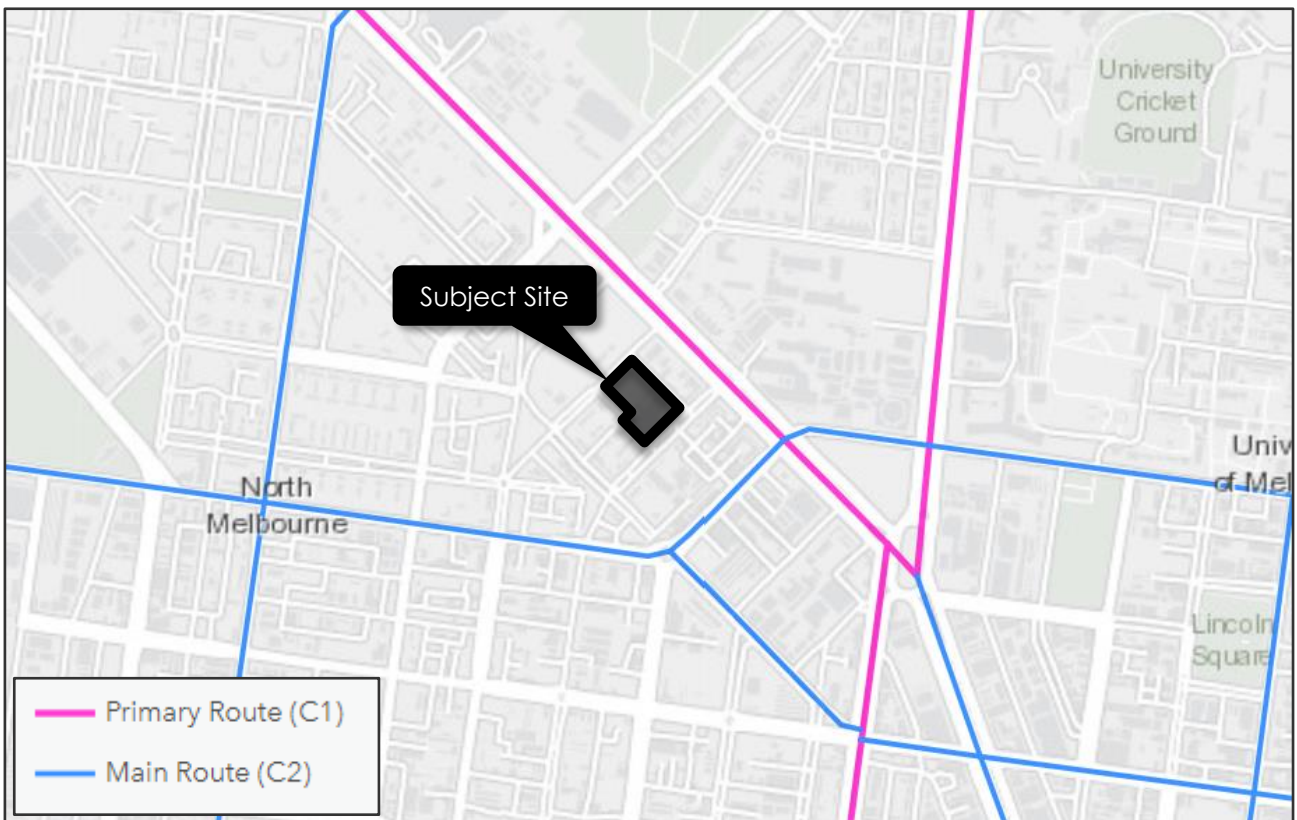 University
Cricket
Ground
Subject Site
Univ
of Mel
North
Melbourne
Lincoln
Square
Primary Route (C1)
Main Route (C2)